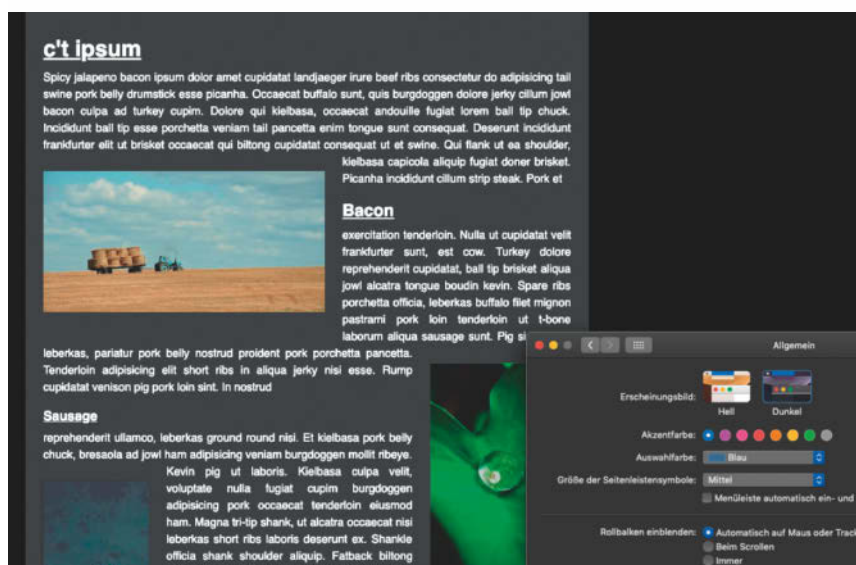 c't ipsum
Spicy jalapeno bacon ipsum dolor amet cupidatat landjaeger irure beef ribs consectetur do adipisicing tail
swine pork belly drumstick esse picanha. Occaecat buffalo sunt, quis burgdoggen dolore jerky cillum jowl
bacon culpa ad turkey cupim. Dolore qui kielbasa, occaecat andouille fugiat lorem ball tip chuck.
Incididunt ball tip esse porchetta veniam tail pancetta enim tongue sunt consequat. Deserunt incididunt
frankfurter elit ut brisket occaecat qui biltong cupidatat consequat ut et swine. Qui flank ut ea shoulder,
kielbasa capicola aliquip fugiat doner brisket.
Picanha incididunt cillum strip steak. Pork et
Bacon
exercitation tenderloin. Nulla ut cupidatat velit
frankfurter sunt, est cow. Turkey dolore
reprehenderit cupidatat, ball tip brisket aliqua
jowl alcatra tongue boudin kevin. Spare ribs
porchetta officia, leberkas buffalo filet mignon
pastrami pork loin tenderloin ut t-bone
laborum aliqua sausage sunt. Pig si
leberkas, pariatur pork belly nostrud proident pork porchetta pancetta.
Tenderloin adipisicing elit short ribs in aliqua jerky nisi esse. Rump
cupidatat venison pig pork loin sint. In nostrud
Sausage
reprehenderit ullamco, leberkas ground round nisi. Et kielbasa pork belly
chuck, bresaola ad jowl ham adipisicing veniam burgdoggen mollit ribeye.
Kevin pig ut laboris. Kielbasa culpa velit,
voluptate nulla fugiat cupim burgdoggen
adipisicing pork occaecat tenderloin eiusmod
ham. Magna tri-tip shank, ut alcatra occaecat nisi
leberkas short ribs laboris deserunt ex. Shankle
officia shank shoulder aliquip. Fatback biltong
Allgemein
Erscheinungsbild:
Hell Dunkel
Akzentfarbe:
Auswahlfarbe: Blau
Größe der Seitenleistensymbole: Mittel
Menüleiste automatisch ein- und
Rollbalken einblenden: Automatisch auf Maus oder Track
Beim Scrollen
Immer